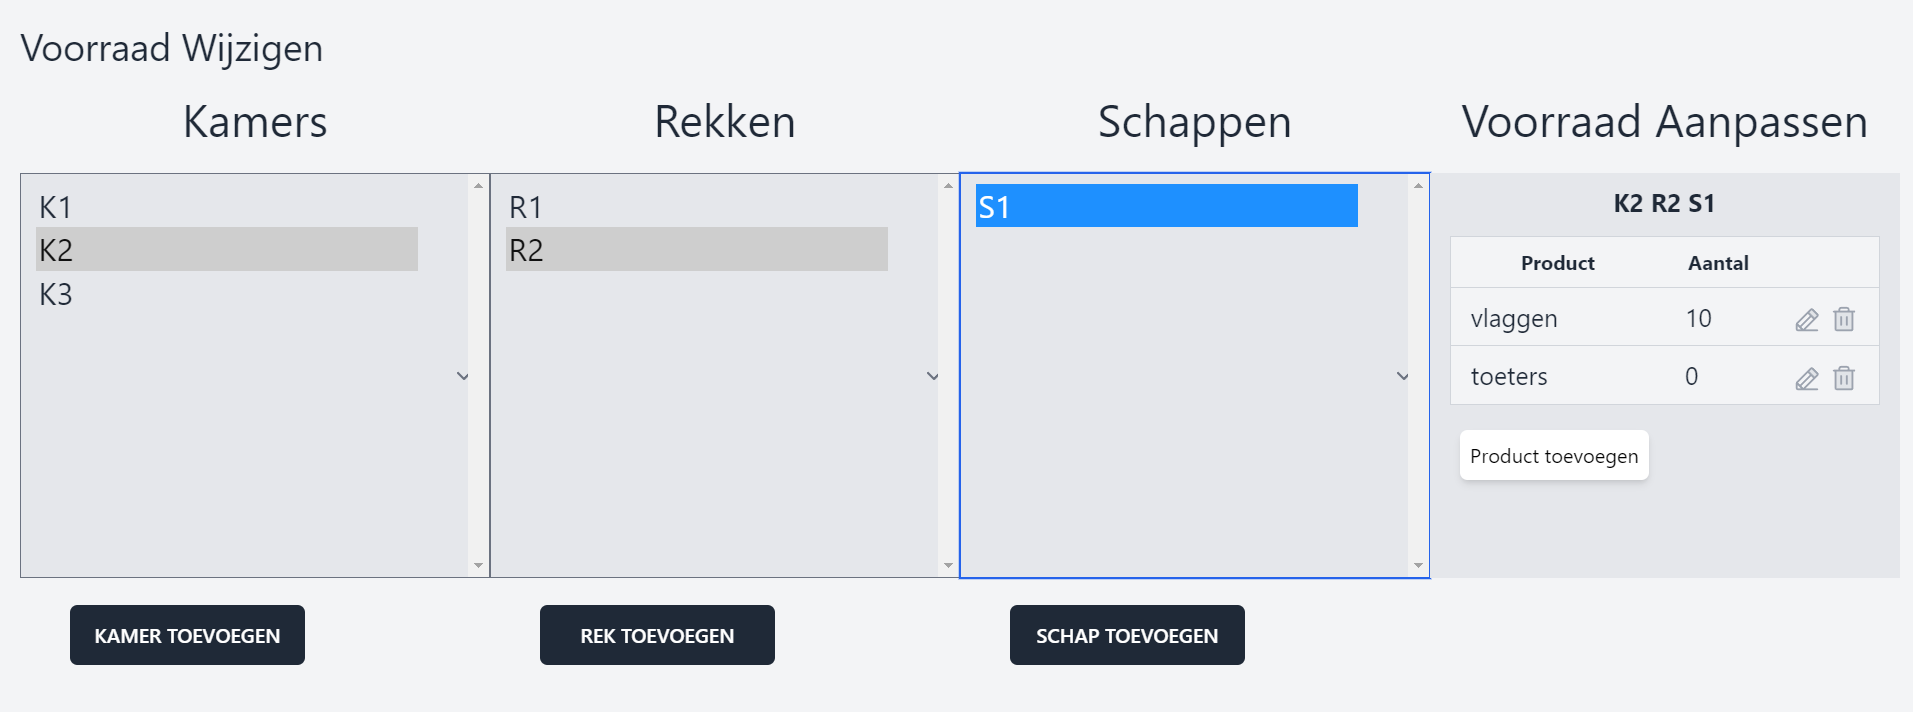 Voorraad Wijzigen
Kamers Rekken Schappen Voorraad Aanpassen
K1
K2
K3
R1
R2
S1
K2 R2 S1
Product Aantal
vlaggen 10
toeters 0
Product toevoegen
KAMER TOEVOEGEN REK TOEVOEGEN SCHAP TOEVOEGEN